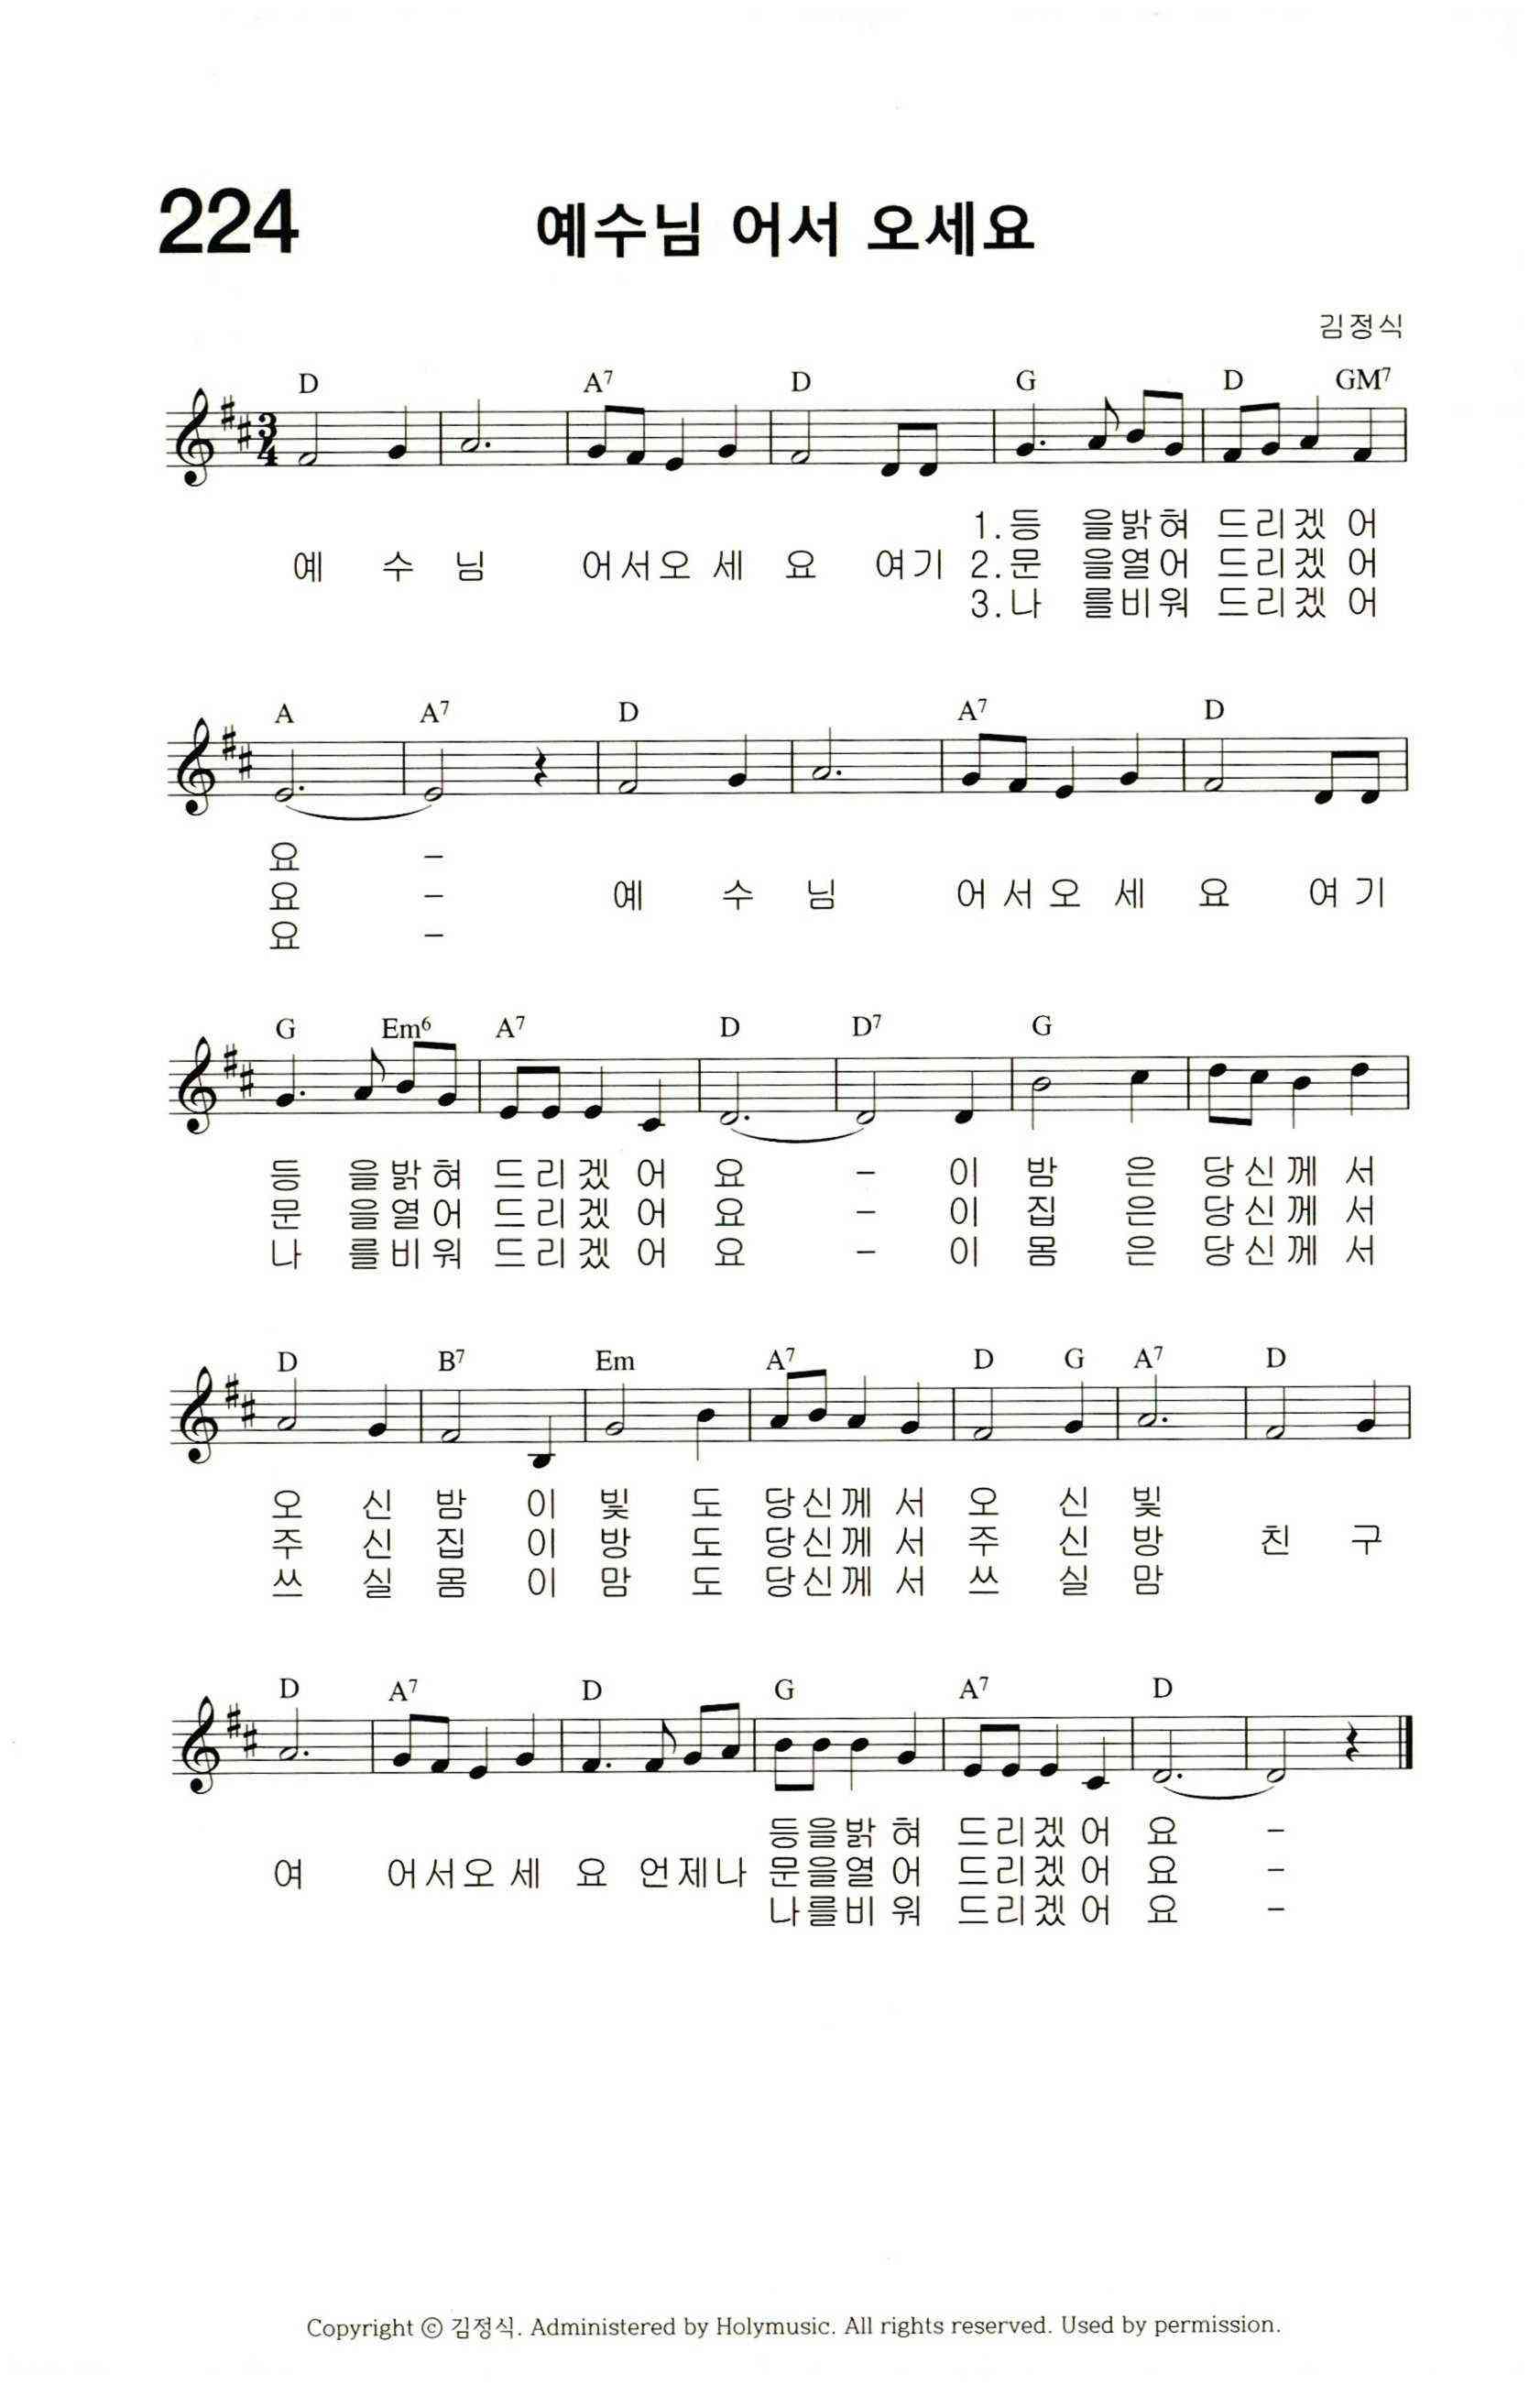 224
예수님 어서 오세요
김정식
D A7 D G D GM7
3
4
1.등 을밝혀 드리겠 어
예 수 님 어서오 세 요 여기 2.문 을열어 드리겠 어
3.나 를비워 드리겠 어
A A7 D A7 D
요 –
요 – 예 수 님 어서오 세 요 여기
요 –
G Em6 A7 D D7 G
등 을밝혀 드리겠 어 요 – 이 밤 은 당신께 서
문 을열어 드리겠 어 요 – 이 집 은 당신께 서
나 를비워 드리겠 어 요 – 이 몸 은 당신께 서
D B7 Em A7 D G A7 D
오 신 밤 이 빛 도 당신께 서 오 신 빛
주 신 집 이 방 도 당신께 서 주 신 방 친 구
쓰 실 몸 이 맘 도 당신께 서 쓰 실 맘
D A7 D G A7 D
등을밝 혀 드리겠 어 요 –
여 어서오 세 요 언제나 문을열 어 드리겠 어 요 –
나를비 워 드리겠 어 요 –
Copyright ⓒ 김정식. Administered by Holymusic. All rights reserved. Used by permission.